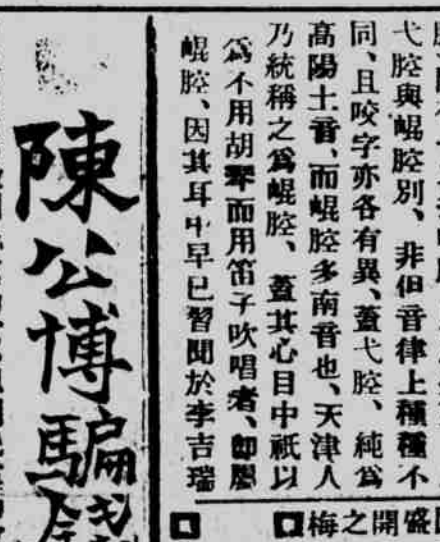 弋腔與崐腔別、非但音律上種種不
同、且咬字亦各有異、蓋弋腔、純爲
高陽土音、而崐腔多南音也、天津人
乃統稱之爲崐腔、蓋其心目中祇以
爲不用胡琴而用笛子吹唱者、即屬
崐腔、因其耳中早已習聞於李吉瑞
盛開之梅
陳公博騙錢